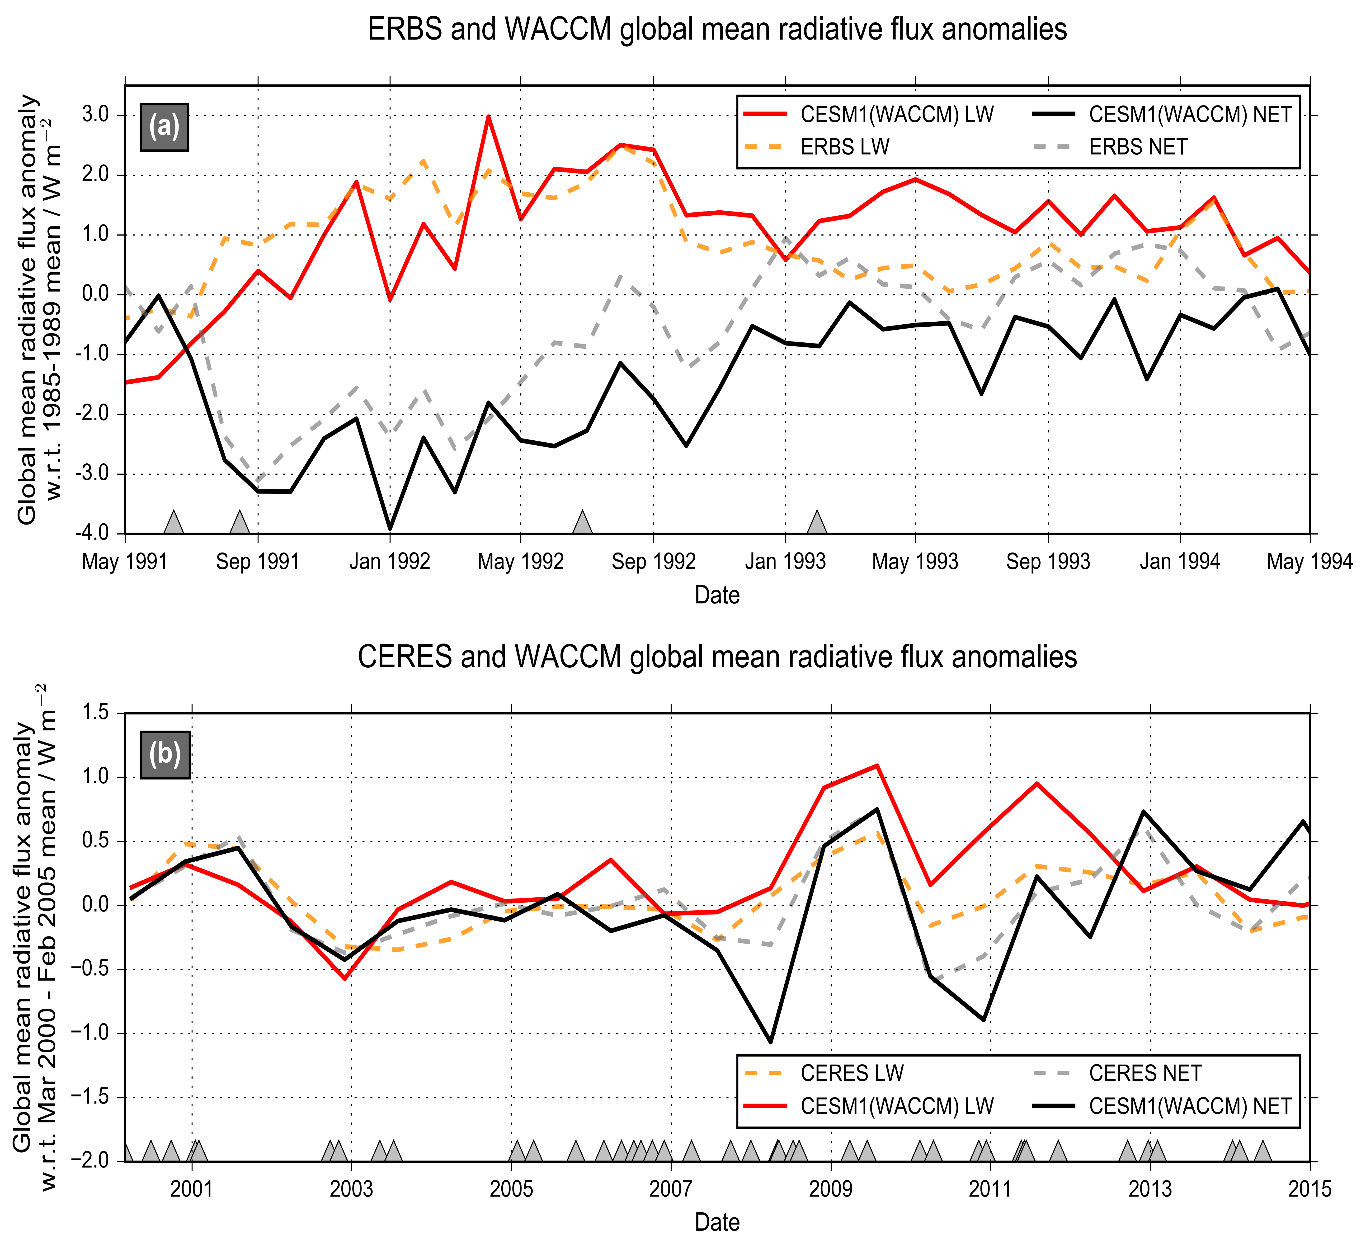 ERBS and WACCM global mean radiative flux anomalies
Global mean radiative flux anomaly
w.r.t. 1985-1989 mean / W m⁻²
(a)
CESM1(WACCM) LW
CESM1(WACCM) NET
ERBS LW
ERBS NET
3.0
2.0
1.0
0.0
-1.0
-2.0
-3.0
-4.0
May 1991
Sep 1991
Jan 1992
May 1992
Sep 1992
Jan 1993
May 1993
Sep 1993
Jan 1994
May 1994
Date
CERES and WACCM global mean radiative flux anomalies
Global mean radiative flux anomaly
w.r.t. Mar 2000 - Feb 2005 mean / W m⁻²
(b)
1.5
1.0
0.5
0.0
−0.5
−1.0
−1.5
−2.0
CERES LW
CERES NET
CESM1(WACCM) LW
CESM1(WACCM) NET
2001
2003
2005
2007
2009
2011
2013
2015
Date